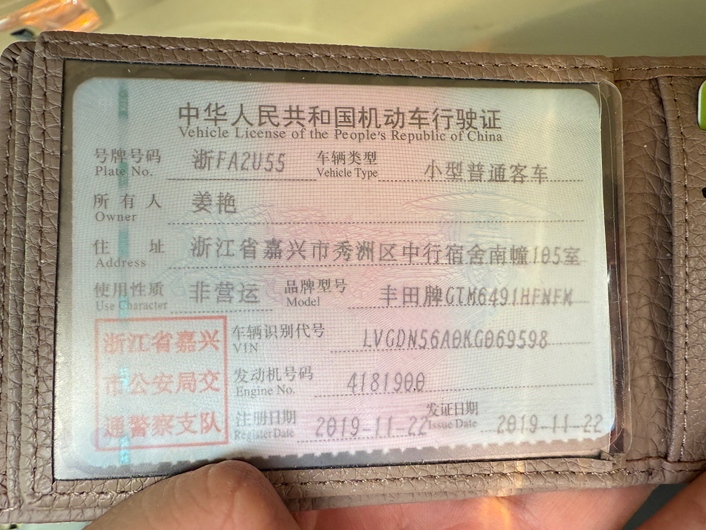 中华人民共和国机动车行驶证
Vehicle License of the People's Republic of China
号牌号码 浙FA2U55 车辆类型 小型普通客车
Plate No. Vehicle Type
所有人 姜艳
Owner
住址 浙江省嘉兴市秀洲区中行宿舍南幢105室
Address
使用性质 非营运 品牌型号 丰田牌GTM6491HFNFM
Use Character Model
浙江省嘉兴
市公安局交
通警察支队
车辆识别代号 LVGDN56A0KG069598
VIN
发动机号码 4181900
Engine No.
注册日期 2019-11-22 发证日期 2019-11-22
Register Date Issue Date